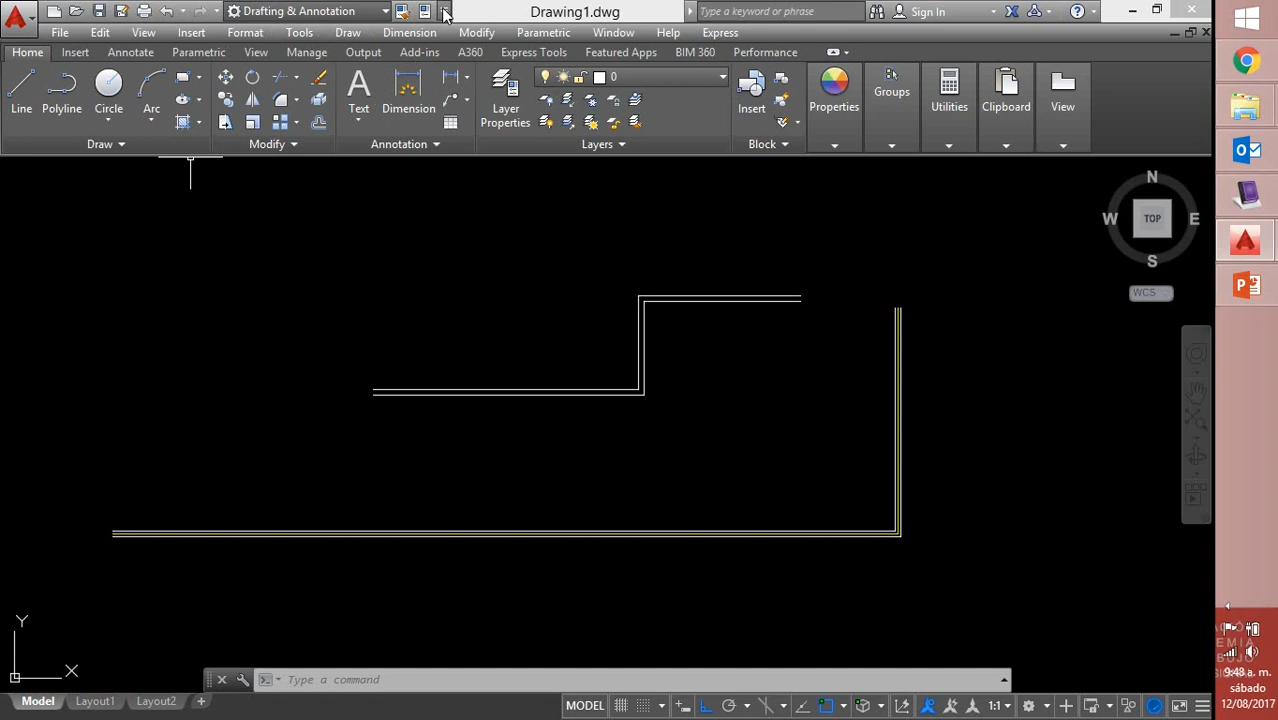 Drafting & Annotation
Drawing1.dwg
Type a keyword or phrase
Sign In
File Edit View Insert Format Tools Draw Dimension Modify Parametric Window Help Express
Home Insert Annotate Parametric View Manage Output Add-ins A360 Express Tools Featured Apps BIM 360 Performance
Line Polyline Circle Arc
Text Dimension
Layer Properties
0
Insert
Properties
Groups
Utilities
Clipboard
View
Draw
Modify
Annotation
Layers
Block
N
W TOP E
S
WCS
Y
X
Type a command
Model Layout1 Layout2
MODEL
1:1
9:48 a. m.
sábado
12/08/2017